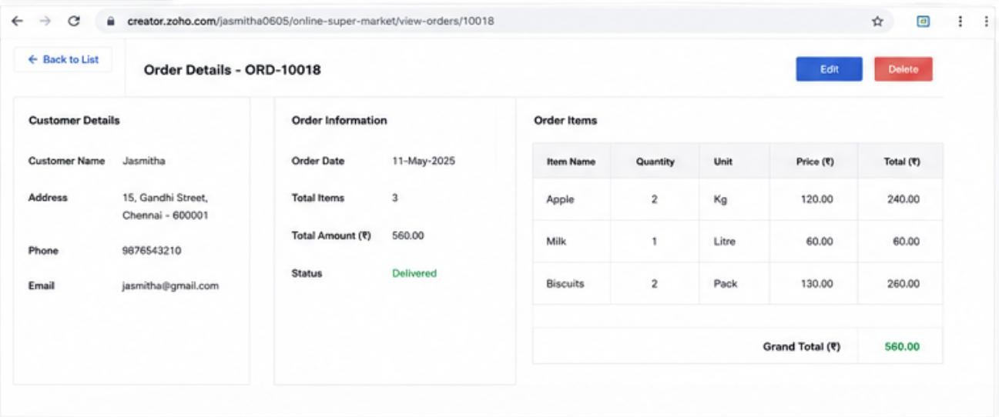 creator.zoho.com/jasmitha0605/online-super-market/view-orders/10018
← Back to List
Order Details - ORD-10018
Edit
Delete
Customer Details
Customer Name Jasmitha
Address 15, Gandhi Street,
Chennai - 600001
Phone 9876543210
Email jasmitha@gmail.com
Order Information
Order Date 11-May-2025
Total Items 3
Total Amount (₹) 560.00
Status Delivered
Order Items
Item Name Quantity Unit Price (₹) Total (₹)
Apple 2 Kg 120.00 240.00
Milk 1 Litre 60.00 60.00
Biscuits 2 Pack 130.00 260.00
Grand Total (₹) 560.00